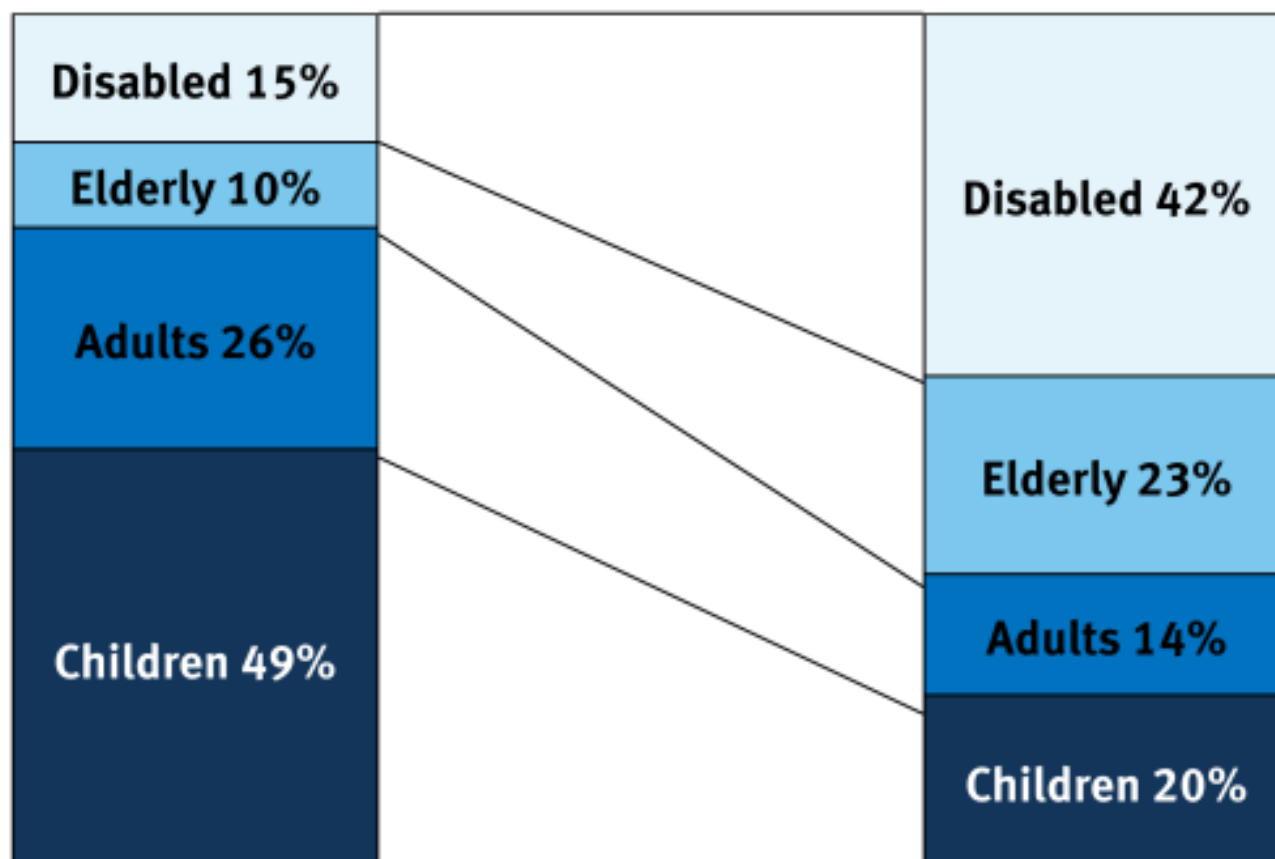 Disabled 15%
Elderly 10%
Adults 26%
Children 49%
Disabled 42%
Elderly 23%
Adults 14%
Children 20%